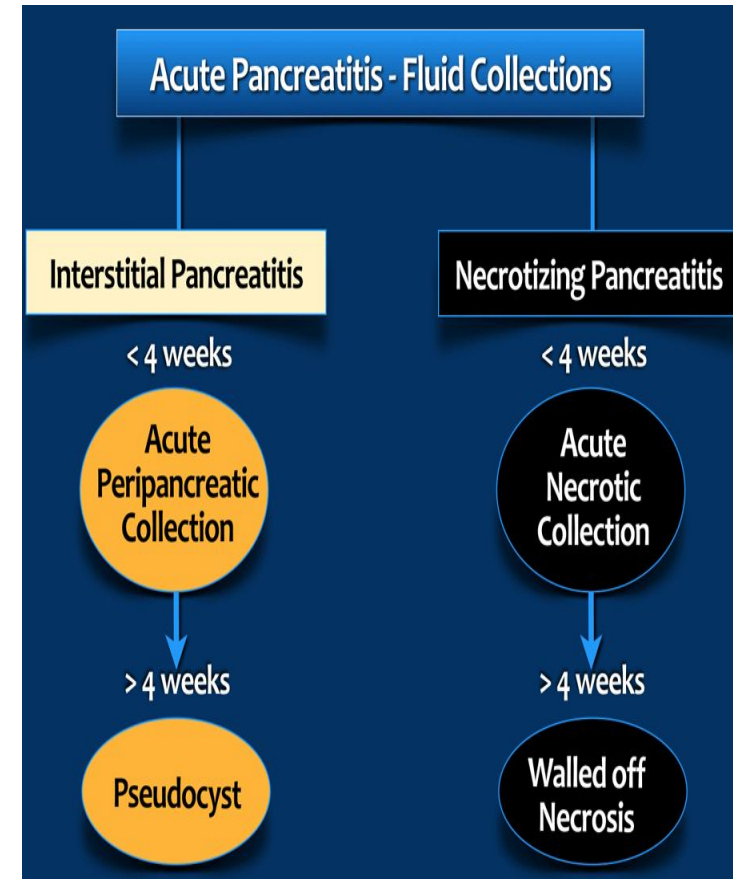 Acute Pancreatitis - Fluid Collections
Interstitial Pancreatitis
< 4 weeks
Acute
Peripancreatic
Collection
> 4 weeks
Pseudocyst
Necrotizing Pancreatitis
< 4 weeks
Acute
Necrotic
Collection
> 4 weeks
Walled off
Necrosis